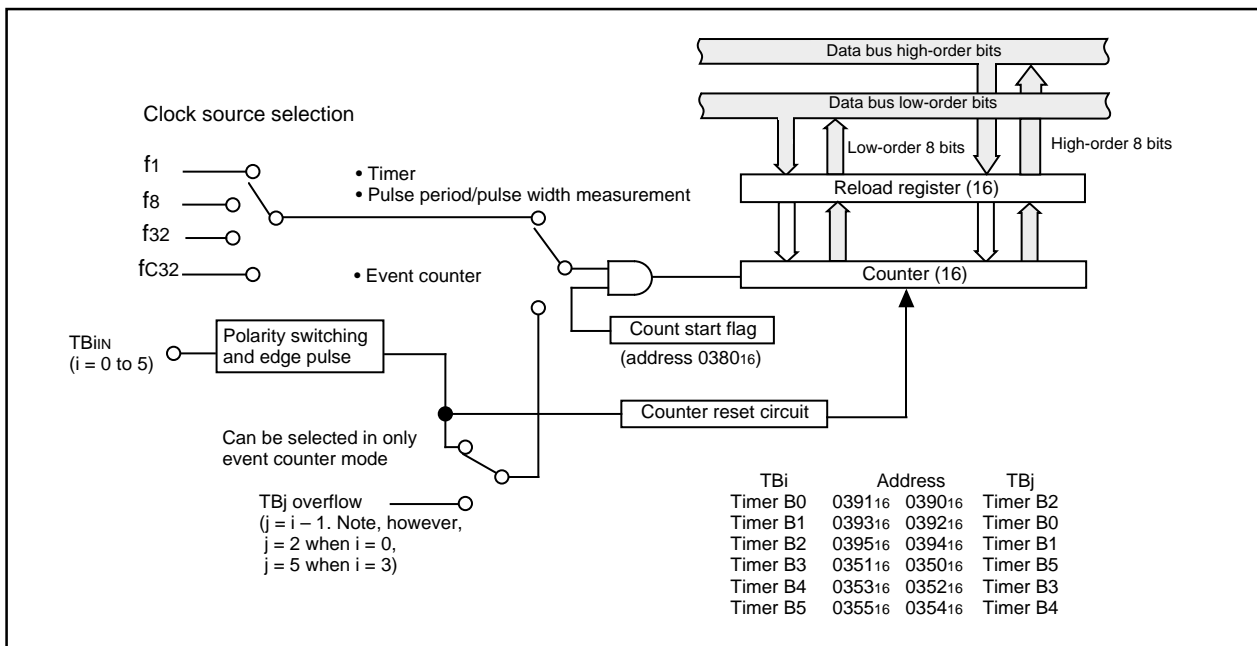 Data bus high-order bits
Data bus low-order bits
Clock source selection
Low-order 8 bits
High-order 8 bits
f1
• Timer
Reload register (16)
f8
• Pulse period/pulse width measurement
f32
fC32
• Event counter
Counter (16)
TBiIN
(i = 0 to 5)
Polarity switching
and edge pulse
Count start flag
(address 038016)
Counter reset circuit
Can be selected in only
event counter mode
TBj overflow
(j = i – 1. Note, however,
j = 2 when i = 0,
j = 5 when i = 3)
TBi Address TBj
Timer B0 039116 039016 Timer B2
Timer B1 039316 039216 Timer B0
Timer B2 039516 039416 Timer B1
Timer B3 035116 035016 Timer B5
Timer B4 035316 035216 Timer B3
Timer B5 035516 035416 Timer B4